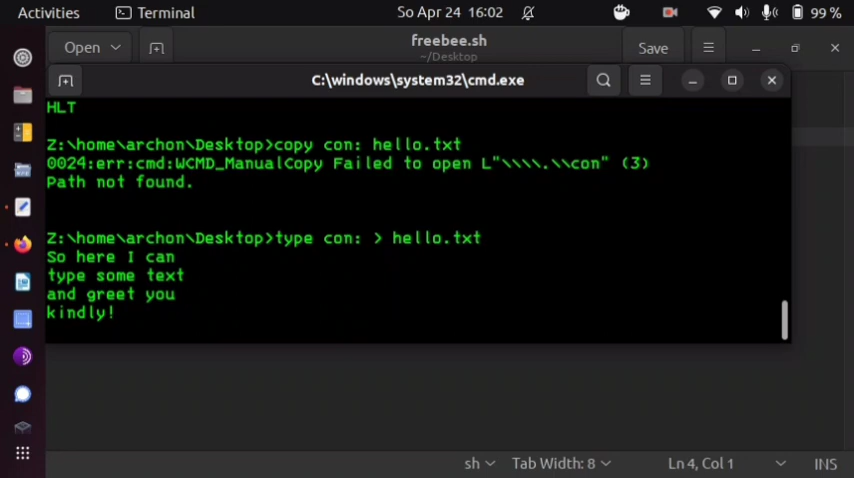 Activities Terminal So Apr 24 16:02 99 %
Open freebee.sh Save
~/Desktop
C:\windows\system32\cmd.exe
HLT
Z:\home\archon\Desktop>copy con: hello.txt
0024:err:cmd:WCMD_ManualCopy Failed to open L"\\\\.\\con" (3)
Path not found.
Z:\home\archon\Desktop>type con: > hello.txt
So here I can
type some text
and greet you
kindly!
sh Tab Width: 8 Ln 4, Col 1 INS